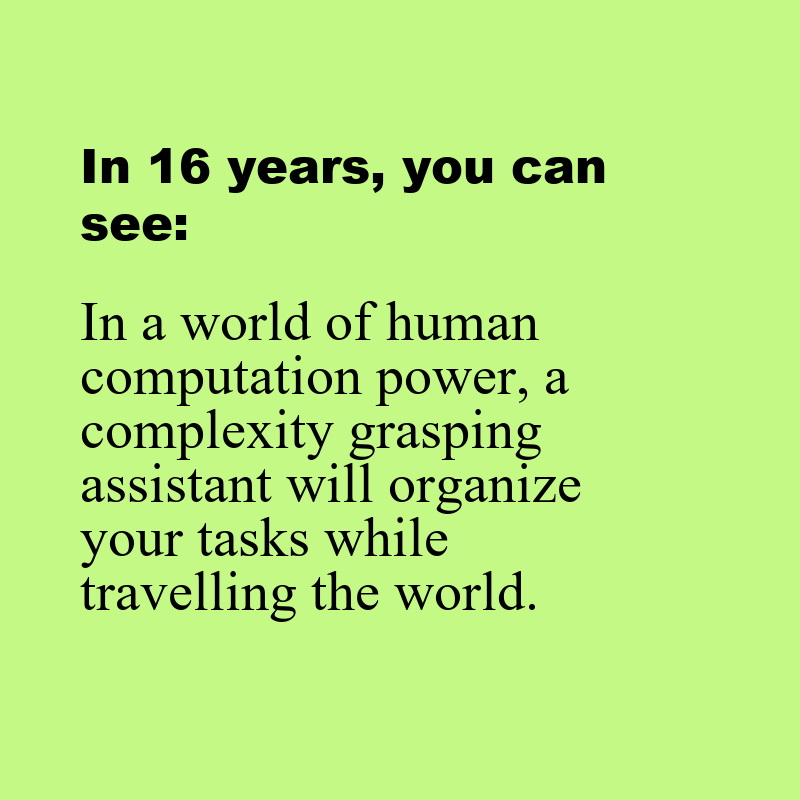 In 16 years, you can
see:
In a world of human
computation power, a
complexity grasping
assistant will organize
your tasks while
travelling the world.